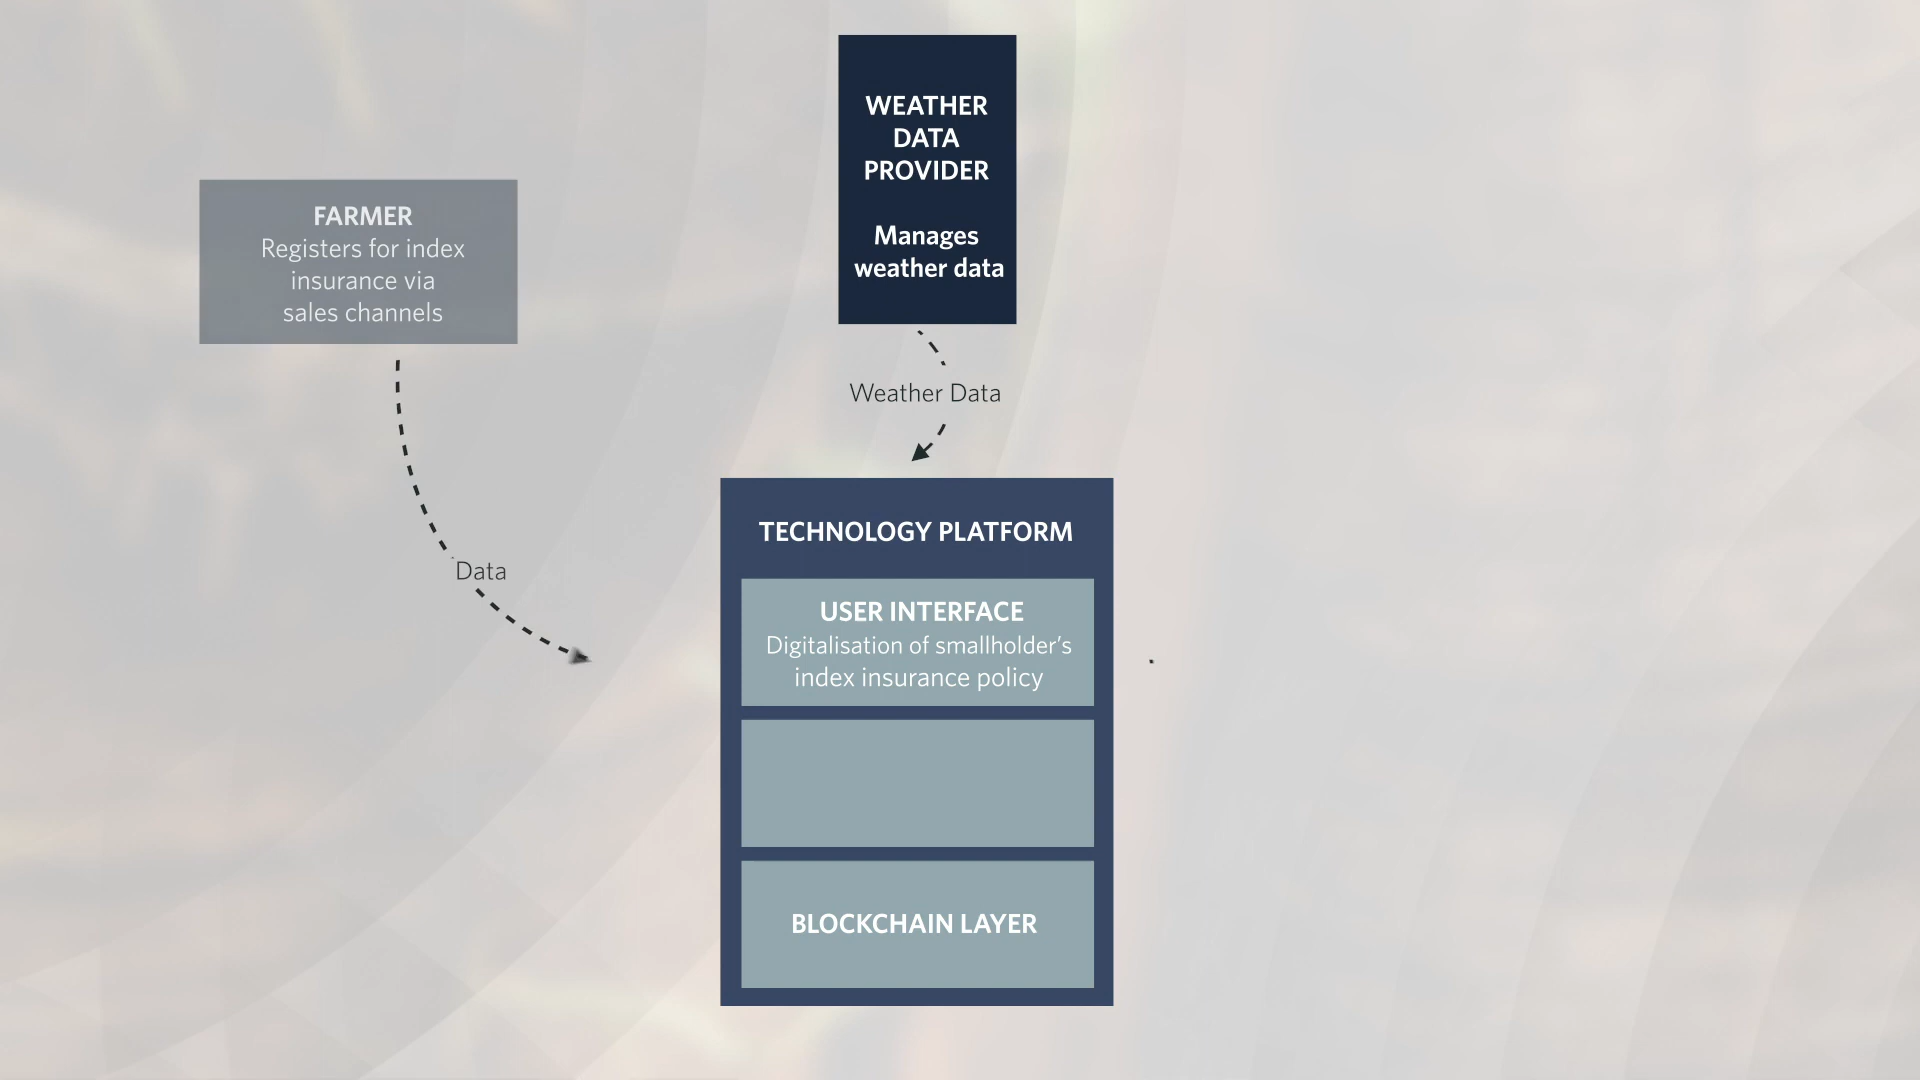 WEATHER
DATA
PROVIDER
Manages
weather data
FARMER
Registers for index
insurance via
sales channels
Weather Data
Data
TECHNOLOGY PLATFORM
USER INTERFACE
Digitalisation of smallholder’s
index insurance policy
BLOCKCHAIN LAYER